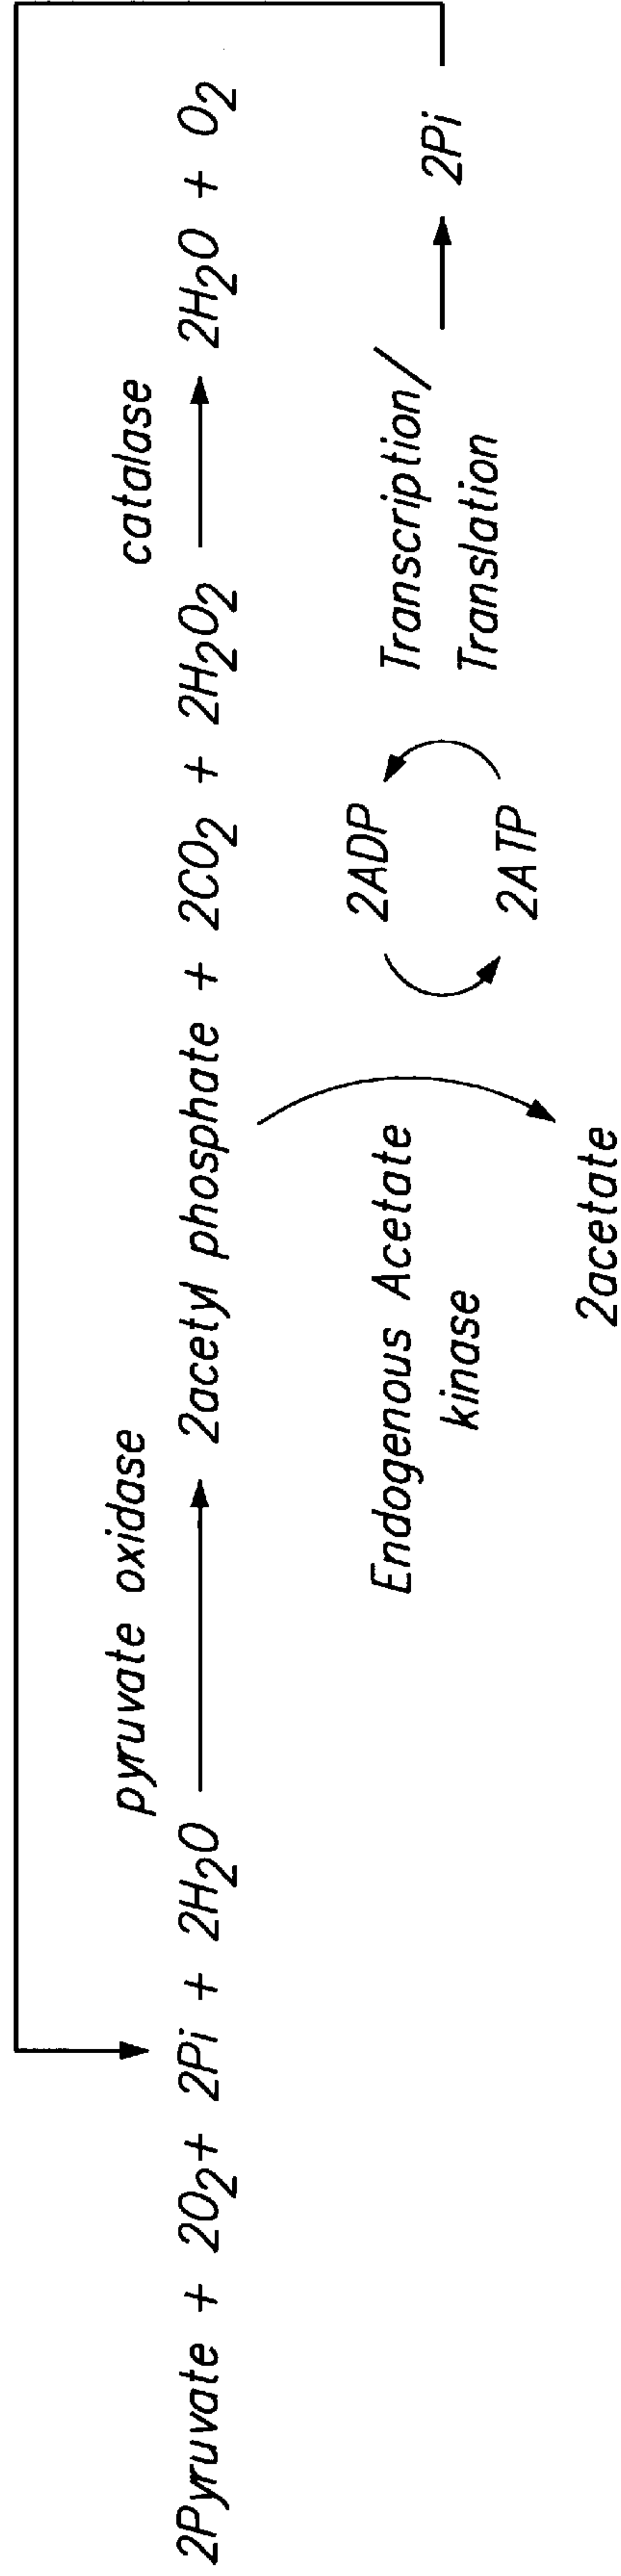 pyruvate oxidase
catalase
2Pyruvate + 2O₂+ 2Pi + 2H₂O
2acetyl phosphate + 2CO₂ + 2H₂O₂
2H₂O + O₂
Endogenous Acetate
kinase
2ADP
2ATP
Transcription/
Translation
2Pi
2acetate